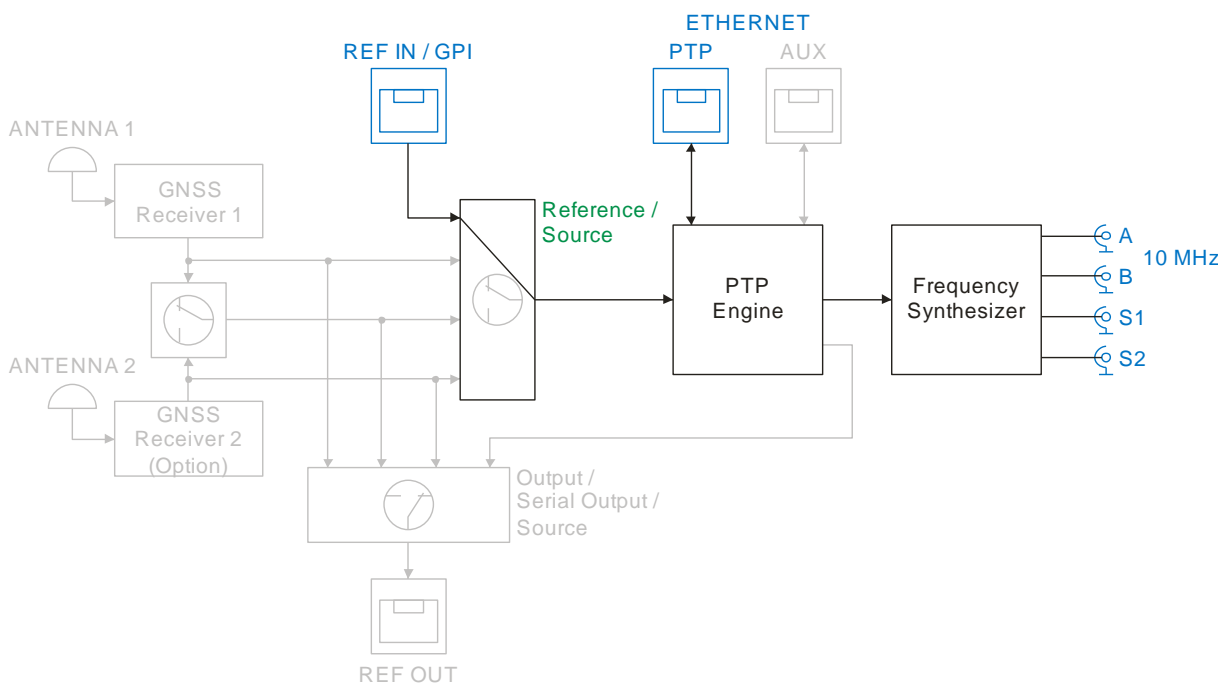 ETHERNET
REF IN / GPI
PTP
AUX
ANTENNA 1
GNSS
Receiver 1
Reference /
Source
PTP
Engine
Frequency
Synthesizer
A
10 MHz
B
S1
S2
ANTENNA 2
GNSS
Receiver 2
(Option)
Output /
Serial Output /
Source
REF OUT